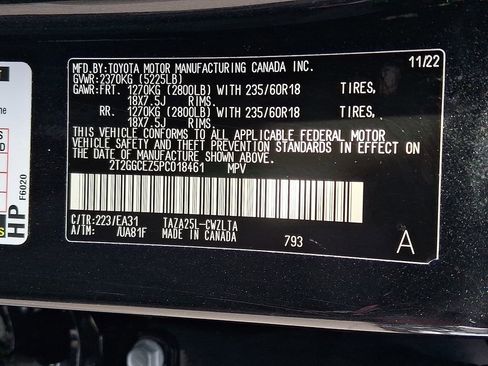 MFD.BY:TOYOTA MOTOR MANUFACTURING CANADA INC. 11/22
GVWR:2370KG (5225LB)
GAWR:FRT. 1270KG (2800LB) WITH 235/60R18 TIRES,
18X7.5J RIMS.
RR. 1270KG (2800LB) WITH 235/60R18 TIRES,
18X7.5J RIMS.
THIS VEHICLE CONFORMS TO ALL APPLICABLE FEDERAL MOTOR
VEHICLE SAFETY AND THEFT PREVENTION STANDARDS IN EFFECT ON
THE DATE OF MANUFACTURE SHOWN ABOVE.
2T2GGCEZ5PC018461 MPV
C/TR:223/EA31 TAZA25L-CWZLTA
A/TM: /UA81F MADE IN CANADA 793 A
HP
F6020